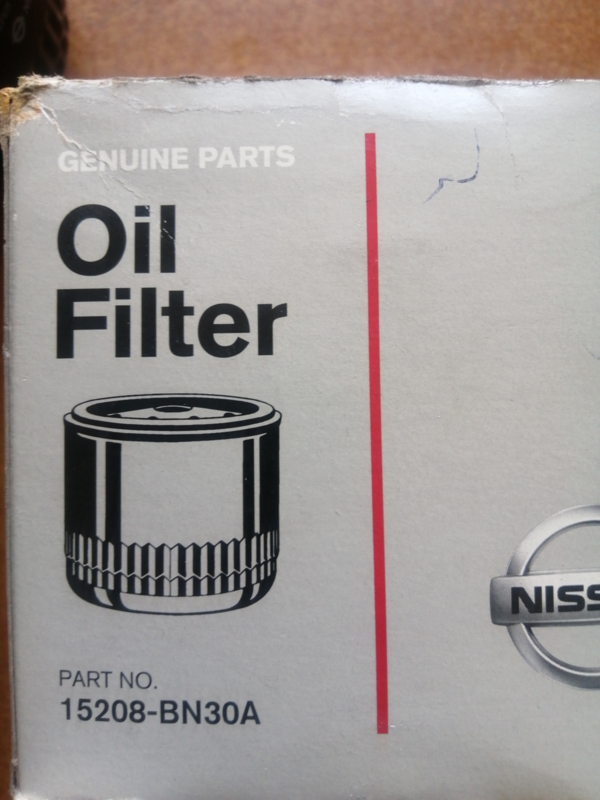 GENUINE PARTS
Oil
Filter
PART NO.
15208-BN30A
NISS